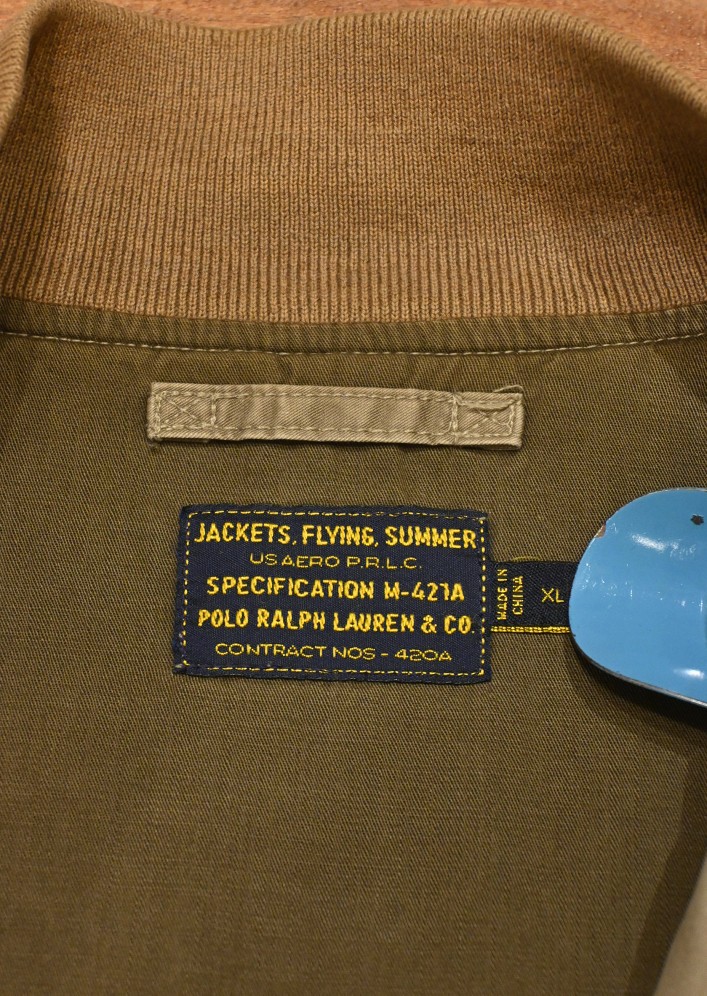 JACKETS, FLYING, SUMMER
US AERO P.R.L.C.
SPECIFICATION M-421A
POLO RALPH LAUREN & CO.
CONTRACT NOS - 420A
MADE IN
CHINA
XL